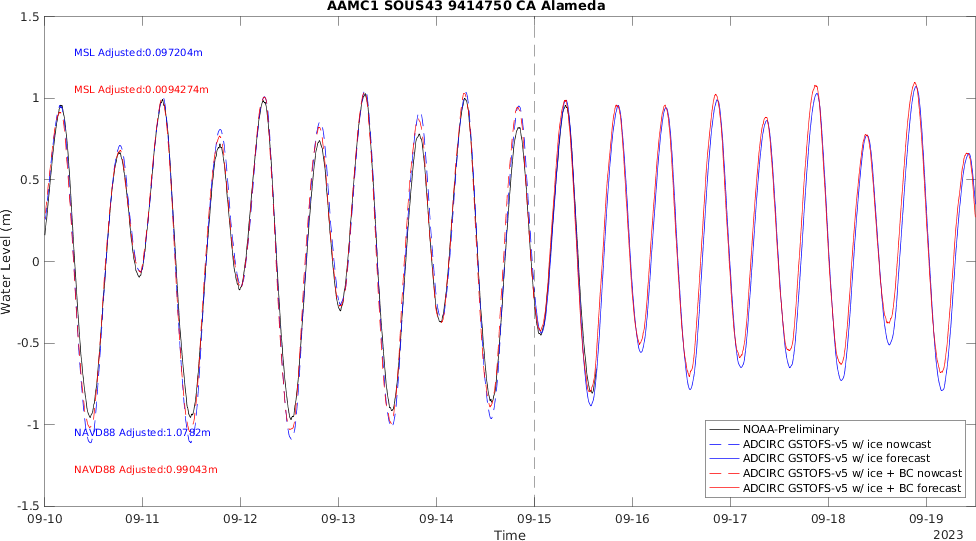 AAMC1 SOUS43 9414750 CA Alameda
1.5
MSL Adjusted:0.097204m
MSL Adjusted:0.0094274m
1
0.5
0
Water Level (m)
-0.5
-1
NAVD88 Adjusted:1.0782m
NAVD88 Adjusted:0.99043m
-1.5
NOAA-Preliminary
ADCIRC GSTOFS-v5 w/ ice nowcast
ADCIRC GSTOFS-v5 w/ ice forecast
ADCIRC GSTOFS-v5 w/ ice + BC nowcast
ADCIRC GSTOFS-v5 w/ ice + BC forecast
09-10 09-11 09-12 09-13 09-14 09-15 09-16 09-17 09-18 09-19
Time
2023